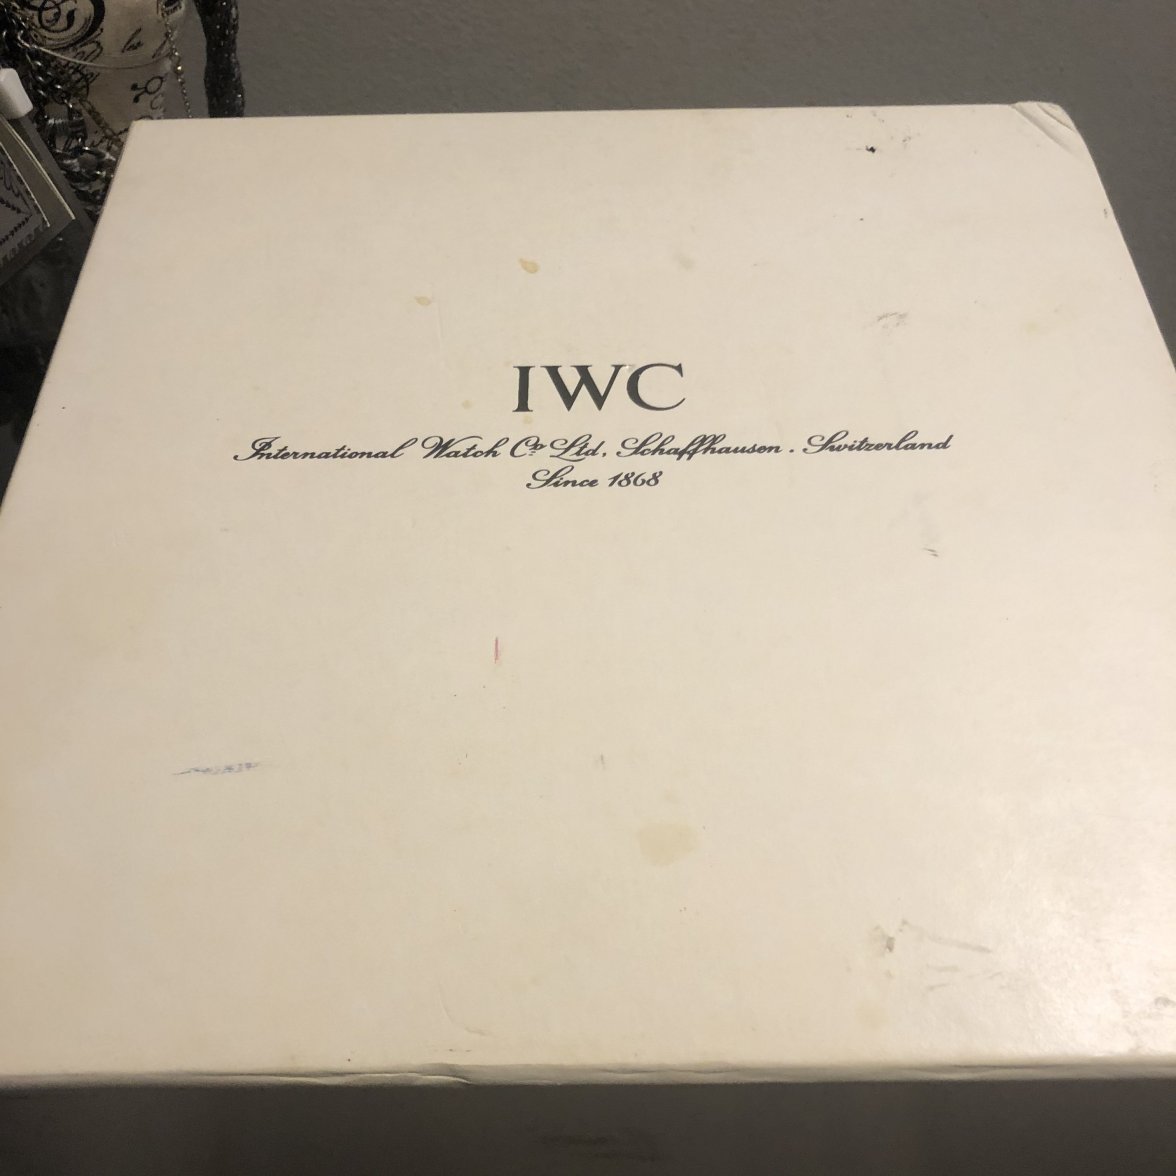 IWC
International Watch Co Ltd. Schaffhausen . Switzerland
Since 1868